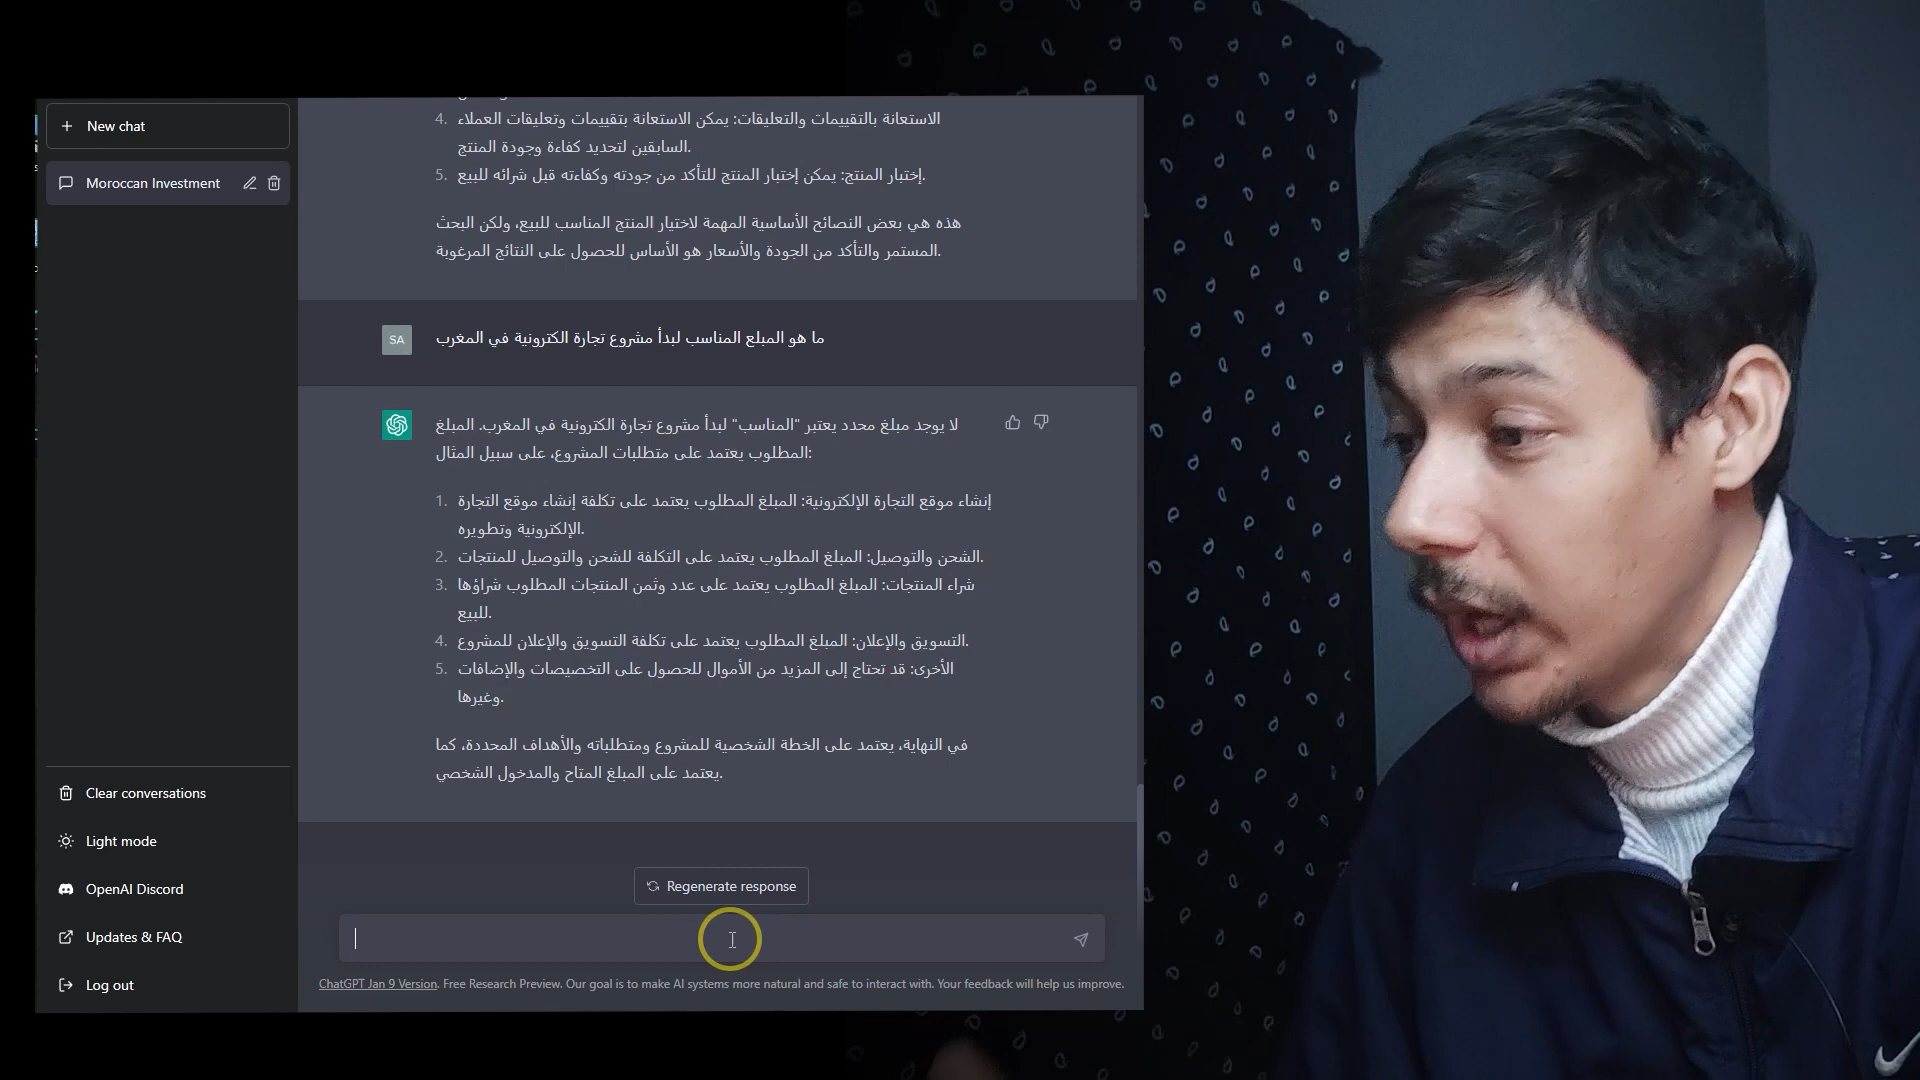 New chat
Moroccan Investment
4. الاستعانة بالتقييمات والتعليقات: يمكن الاستعانة بتقييمات وتعليقات العملاء
السابقين لتحديد كفاءة وجودة المنتج.
5. إختبار المنتج: يمكن إختبار المنتج للتأكد من جودته وكفاءته قبل شرائه للبيع.
هذه هي بعض النصائح الأساسية المهمة لاختيار المنتج المناسب للبيع، ولكن البحث
المستمر والتأكد من الجودة والأسعار هو الأساس للحصول على النتائج المرغوبة.
SA
ما هو المبلغ المناسب لبدأ مشروع تجارة الكترونية في المغرب
لا يوجد مبلغ محدد يعتبر "المناسب" لبدأ مشروع تجارة الكترونية في المغرب. المبلغ
المطلوب يعتمد على متطلبات المشروع، على سبيل المثال:
1. إنشاء موقع التجارة الإلكترونية: المبلغ المطلوب يعتمد على تكلفة إنشاء موقع التجارة
الإلكترونية وتطويره.
2. الشحن والتوصيل: المبلغ المطلوب يعتمد على التكلفة للشحن والتوصيل للمنتجات.
3. شراء المنتجات: المبلغ المطلوب يعتمد على عدد وثمن المنتجات المطلوب شراؤها
للبيع.
4. التسويق والإعلان: المبلغ المطلوب يعتمد على تكلفة التسويق والإعلان للمشروع.
5. الأخرى: قد تحتاج إلى المزيد من الأموال للحصول على التخصيصات والإضافات
وغيرها.
في النهاية، يعتمد على الخطة الشخصية للمشروع ومتطلباته والأهداف المحددة، كما
يعتمد على المبلغ المتاح والمدخول الشخصي.
Clear conversations
Light mode
OpenAI Discord
Updates & FAQ
Log out
Regenerate response
ChatGPT Jan 9 Version. Free Research Preview. Our goal is to make AI systems more natural and safe to interact with. Your feedback will help us improve.